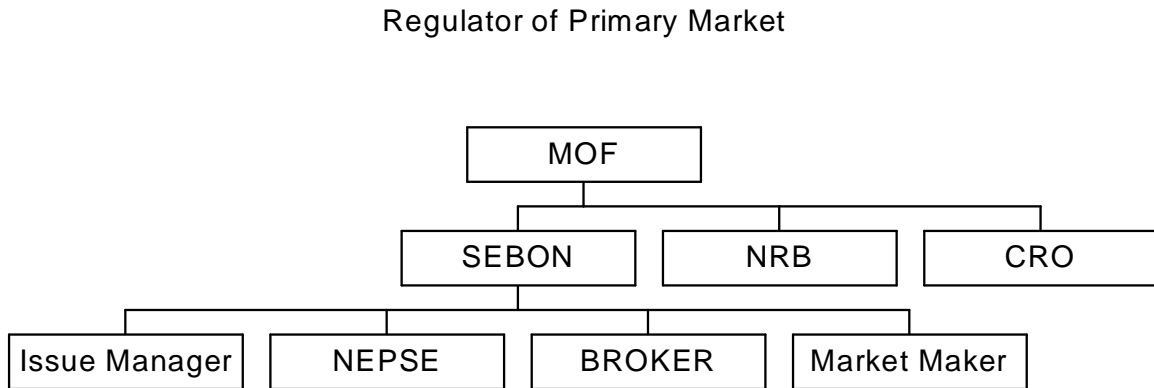 Regulator of Primary Market
MOF
SEBON NRB CRO
Issue Manager NEPSE BROKER Market Maker